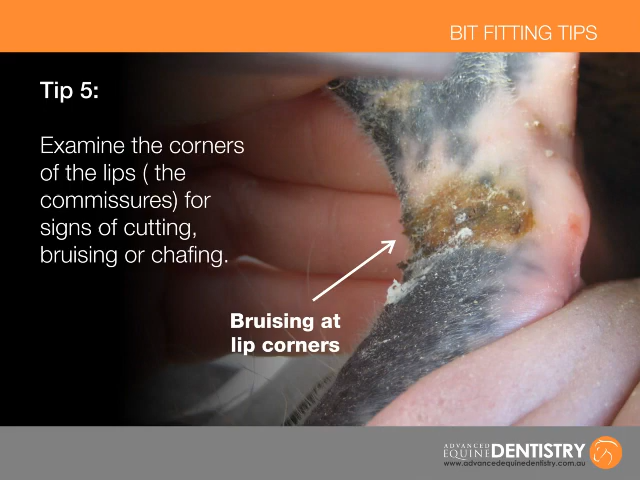 BIT FITTING TIPS
Tip 5:
Examine the corners
of the lips ( the
commissures) for
signs of cutting,
bruising or chafing.
Bruising at
lip corners
ADVANCED
EQUINE DENTISTRY
www.advancedequinedentistry.com.au